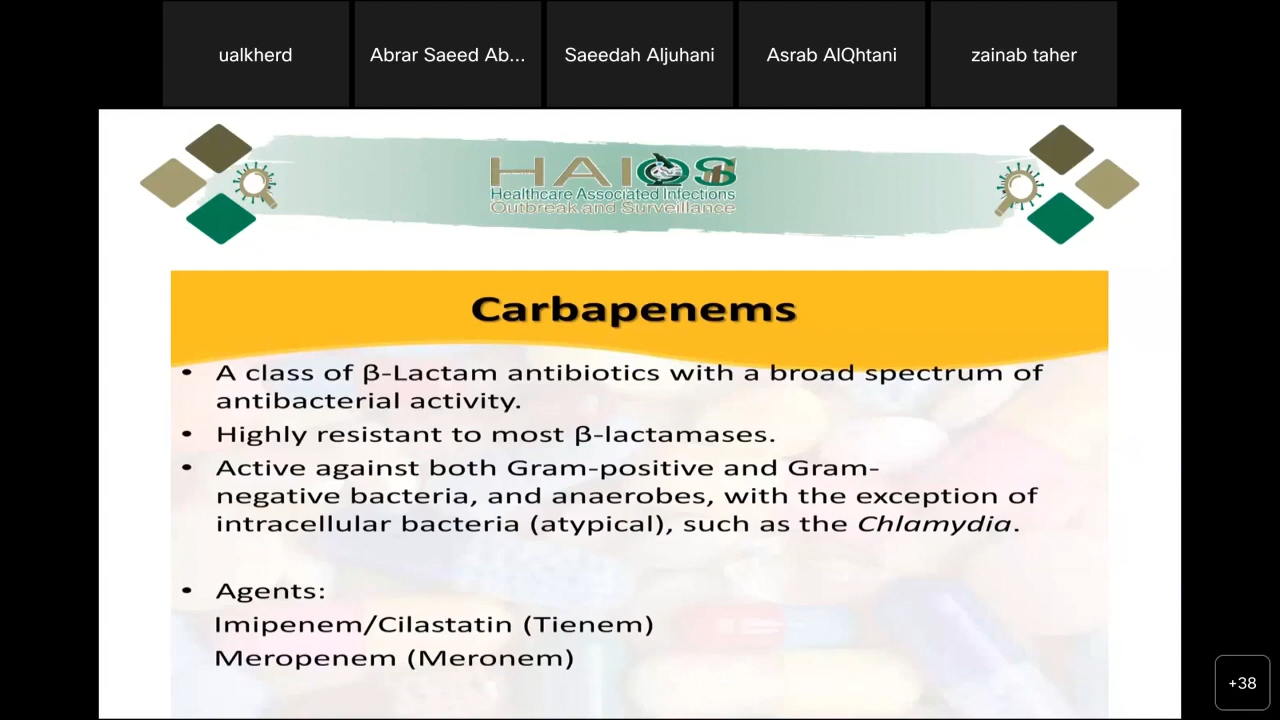 ualkherd
Abrar Saeed Ab...
Saeedah Aljuhani
Asrab AlQhtani
zainab taher
HAIOS
Healthcare Associated Infections
Outbreak and Surveillance
Carbapenems
• A class of β-Lactam antibiotics with a broad spectrum of
antibacterial activity.
• Highly resistant to most β-lactamases.
• Active against both Gram-positive and Gram-
negative bacteria, and anaerobes, with the exception of
intracellular bacteria (atypical), such as the Chlamydia.
• Agents:
Imipenem/Cilastatin (Tienem)
Meropenem (Meronem)
+38